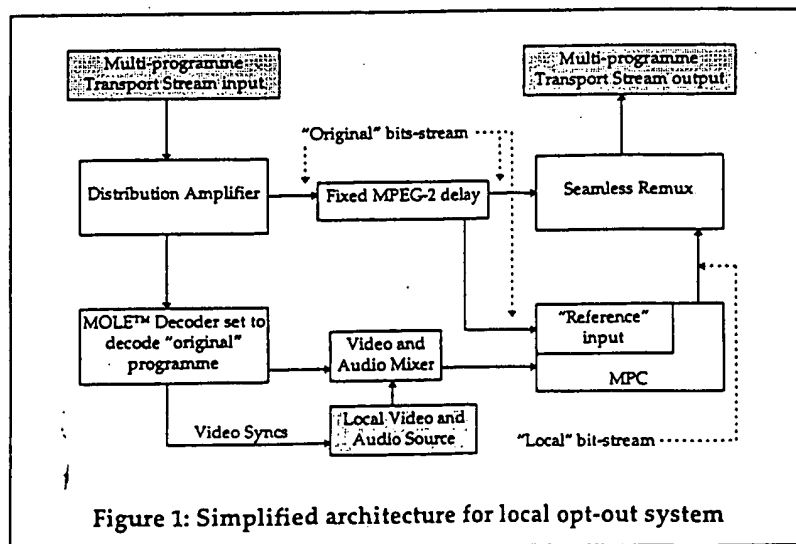 Multi-programme
Transport Stream input
Multi-programme
Transport Stream output
"Original" bits-stream
Distribution Amplifier
Fixed MPEG-2 delay
Seamless Remux
MOLE™ Decoder set to
decode "original"
programme
Video and
Audio Mixer
"Reference"
input
MPC
Video Syncs
Local Video and
Audio Source
"Local" bit-stream
Figure 1: Simplified architecture for local opt-out system